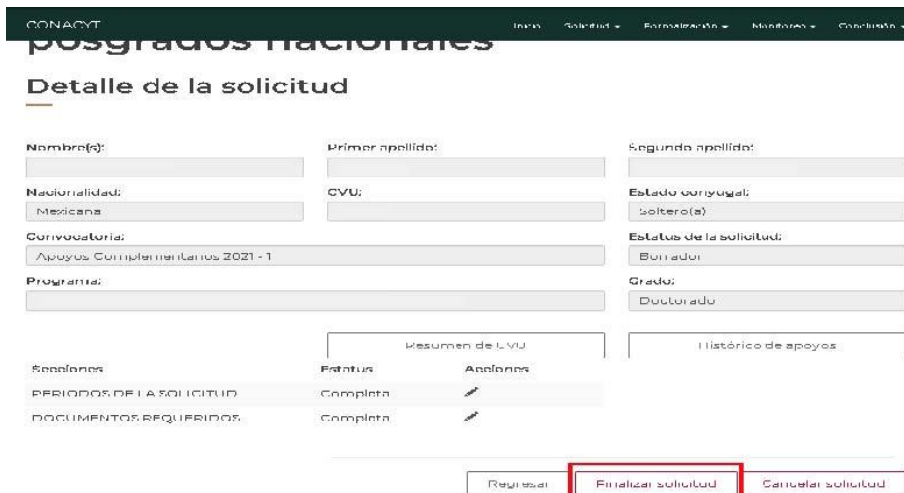 CONACYT Inicio Solicitud Formalización Monitoreo Conclusión
posgrados nacionales
Detalle de la solicitud
Nombre(s): Primer apellido: Segundo apellido:
Nacionalidad: CVU: Estado conyugal:
Mexicana Soltero(a)
Convocatoria: Estatus de la solicitud:
Apoyos Complementarios 2021 - 1 Borrador
Programa: Grado:
Doctorado
Resumen de CVU Histórico de apoyos
Secciones Estatus Acciones
PERIODOS DE LA SOLICITUD Completa
DOCUMENTOS REQUERIDOS Completa
Regresar Finalizar solicitud Cancelar solicitud